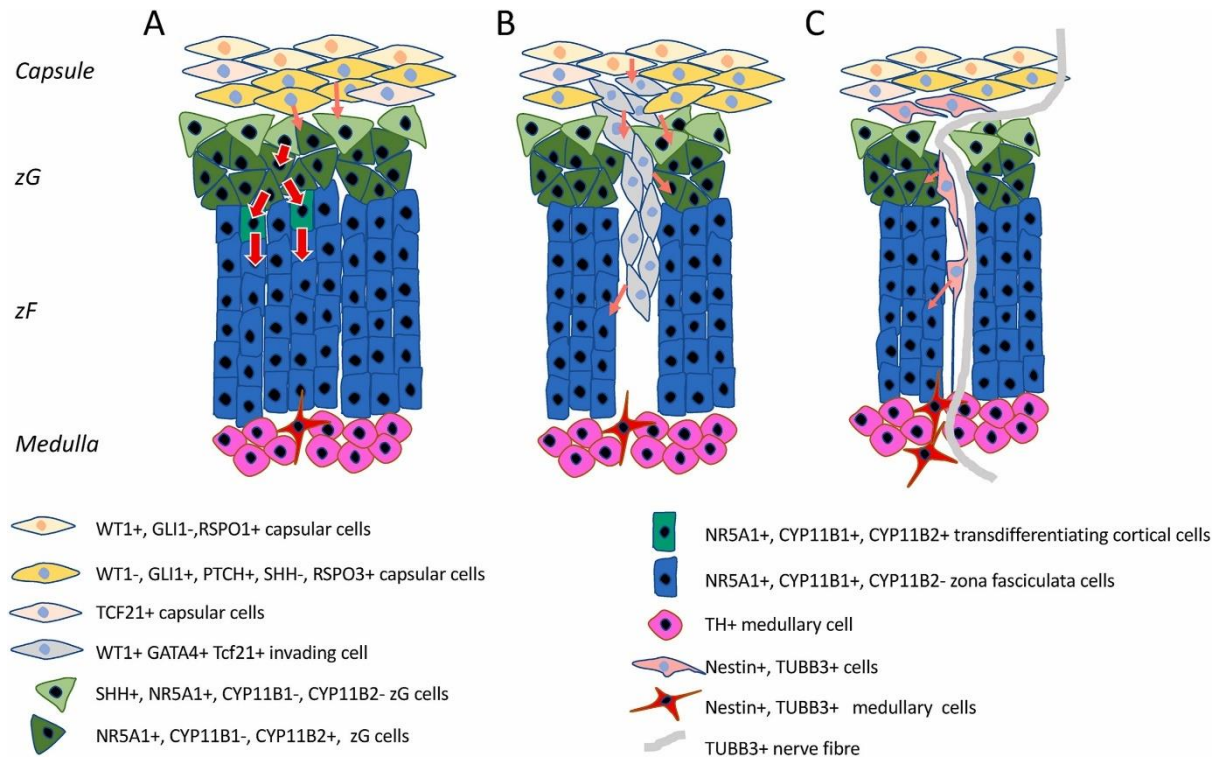 A
B
C
Capsule
zG
zF
Medulla
WT1+, GLI1-,RSPO1+ capsular cells
WT1-, GLI1+, PTCH+, SHH-, RSPO3+ capsular cells
TCF21+ capsular cells
WT1+ GATA4+ Tcf21+ invading cell
SHH+, NR5A1+, CYP11B1-, CYP11B2- zG cells
NR5A1+, CYP11B1-, CYP11B2+, zG cells
NR5A1+, CYP11B1+, CYP11B2+ transdifferentiating cortical cells
NR5A1+, CYP11B1+, CYP11B2- zona fasciculata cells
TH+ medullary cell
Nestin+, TUBB3+ cells
Nestin+, TUBB3+ medullary cells
TUBB3+ nerve fibre